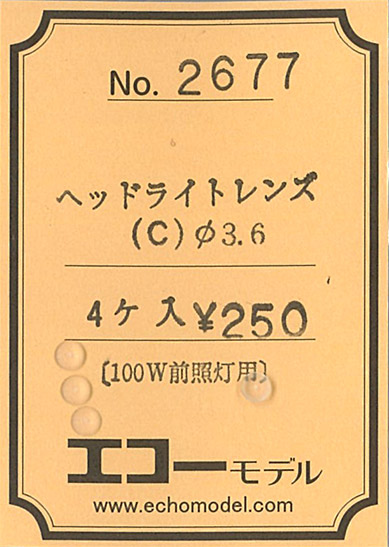 No. 2677
ヘッドライトレンズ
(C)φ3.6
4ケ入¥250
〔100W前照灯用〕
エコーモデル
www.echomodel.com